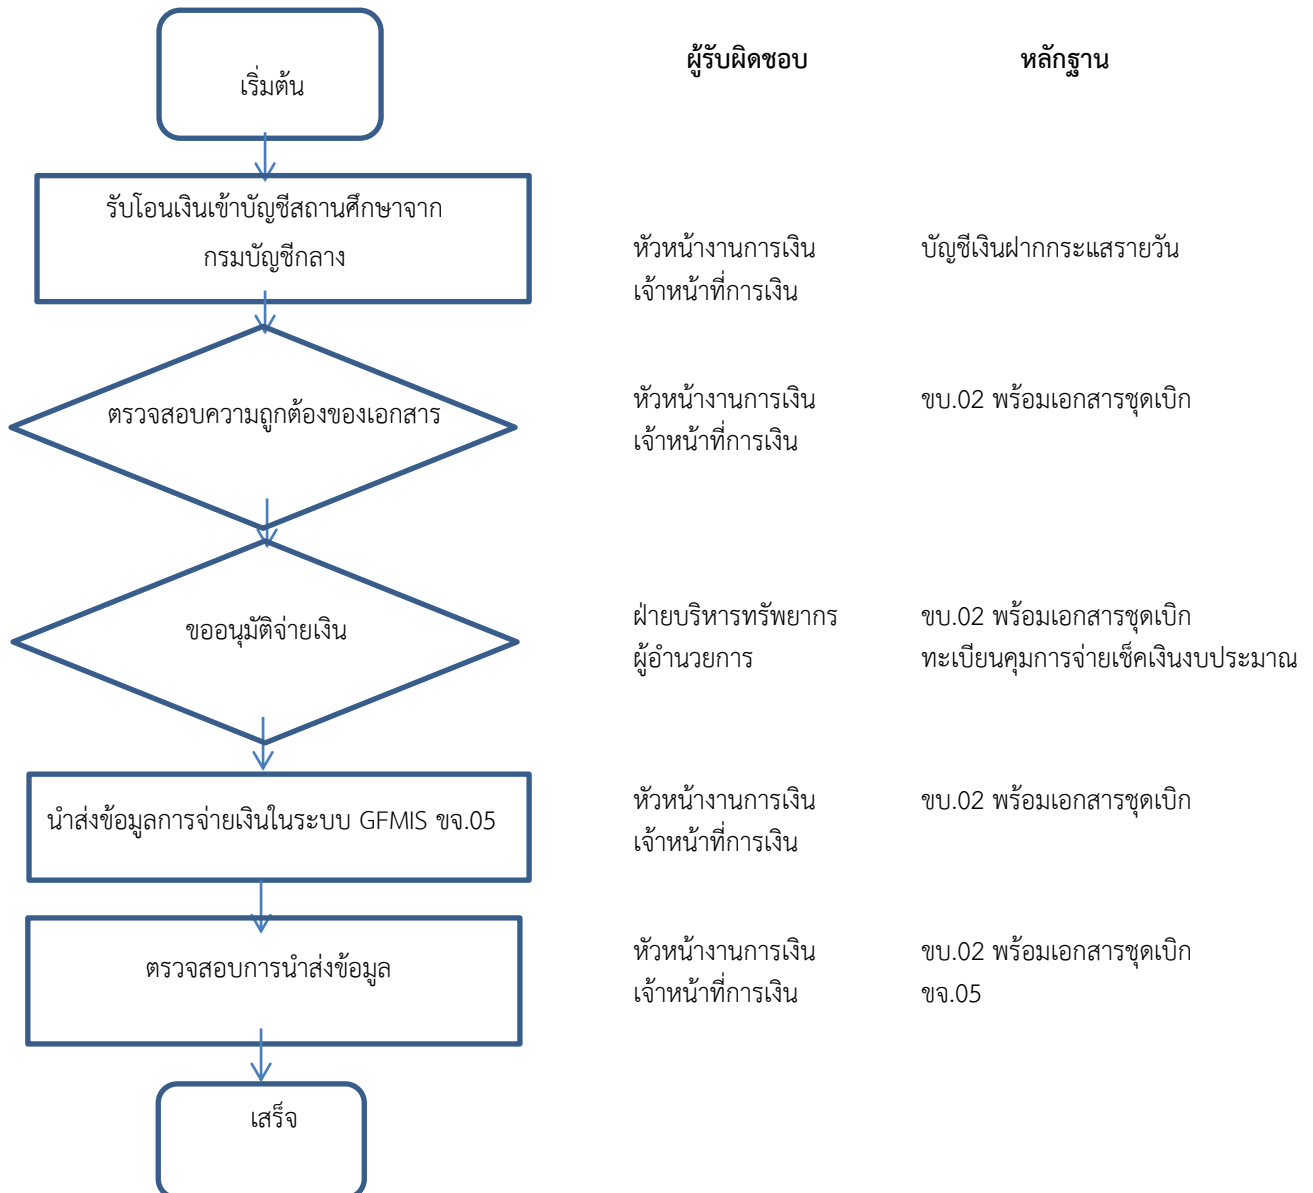 เริ่มต้น
ผู้รับผิดชอบ หลักฐาน
รับโอนเงินเข้าบัญชีสถานศึกษาจาก
กรมบัญชีกลาง
หัวหน้างานการเงิน บัญชีเงินฝากกระแสรายวัน
เจ้าหน้าที่การเงิน
ตรวจสอบความถูกต้องของเอกสาร
หัวหน้างานการเงิน ขบ.02 พร้อมเอกสารชุดเบิก
เจ้าหน้าที่การเงิน
ขออนุมัติจ่ายเงิน
ฝ่ายบริหารทรัพยากร ขบ.02 พร้อมเอกสารชุดเบิก
ผู้อำนวยการ ทะเบียนคุมการจ่ายเช็คเงินงบประมาณ
นำส่งข้อมูลการจ่ายเงินในระบบ GFMIS ขจ.05
หัวหน้างานการเงิน ขบ.02 พร้อมเอกสารชุดเบิก
เจ้าหน้าที่การเงิน
ตรวจสอบการนำส่งข้อมูล
หัวหน้างานการเงิน ขบ.02 พร้อมเอกสารชุดเบิก
เจ้าหน้าที่การเงิน ขจ.05
เสร็จ